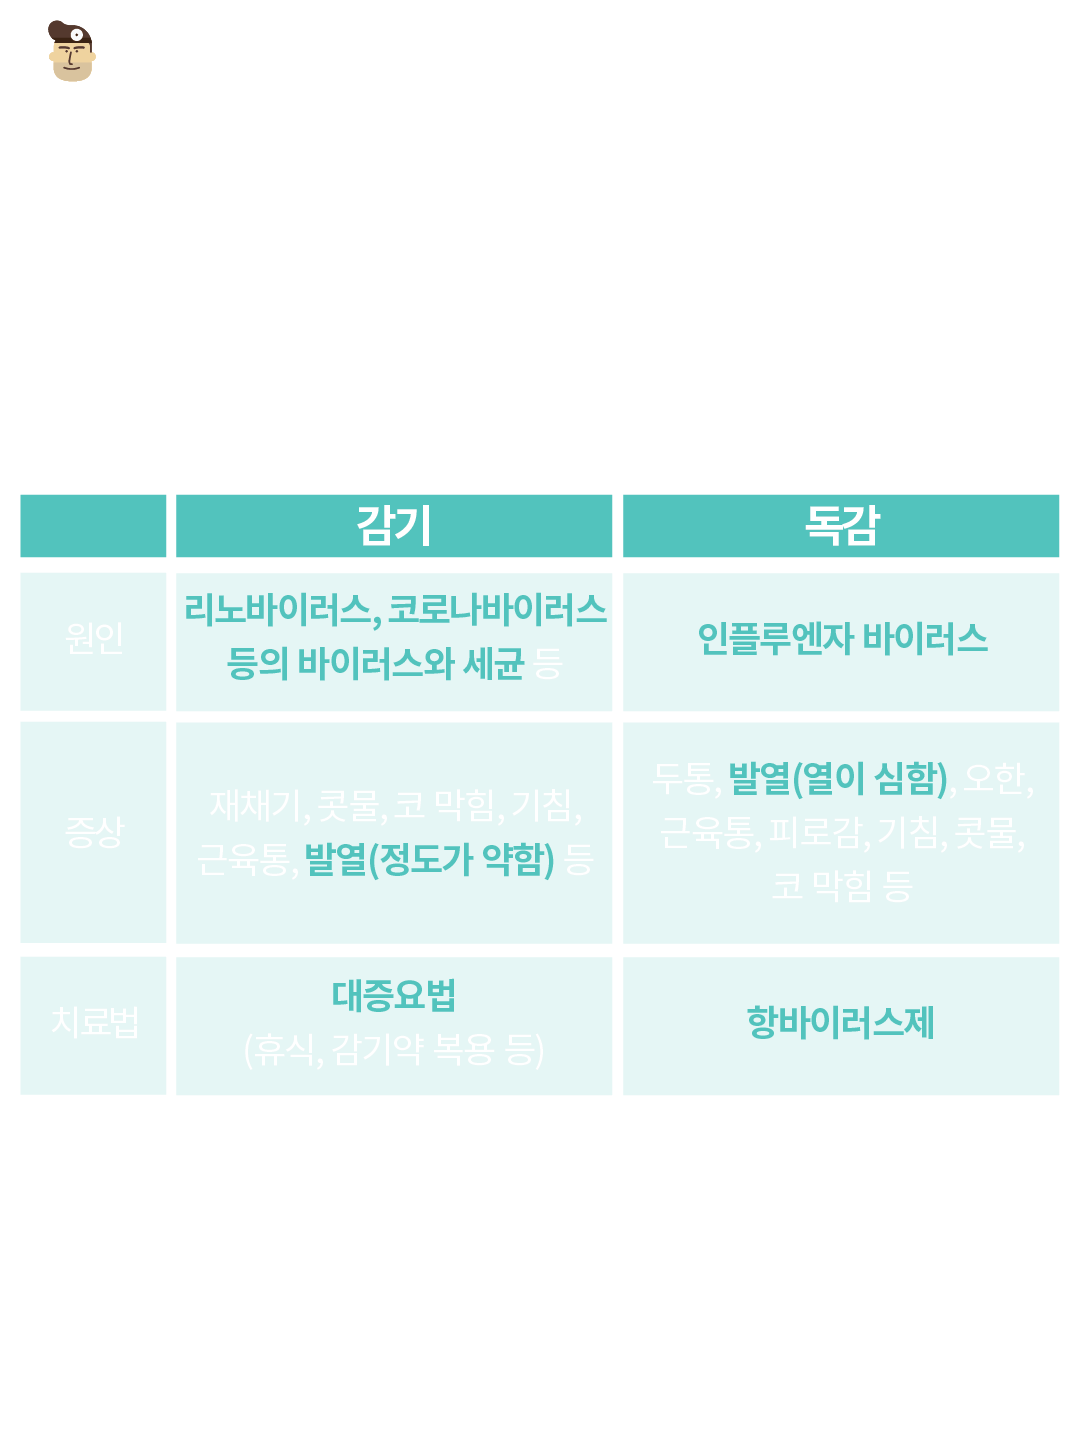 감기
독감
원인
리노바이러스, 코로나바이러스
등의 바이러스와 세균 등
인플루엔자 바이러스
증상
재채기, 콧물, 코 막힘, 기침,
근육통, 발열(정도가 약함) 등
두통, 발열(열이 심함), 오한,
근육통, 피로감, 기침, 콧물,
코 막힘 등
치료법
대증요법
(휴식, 감기약 복용 등)
항바이러스제